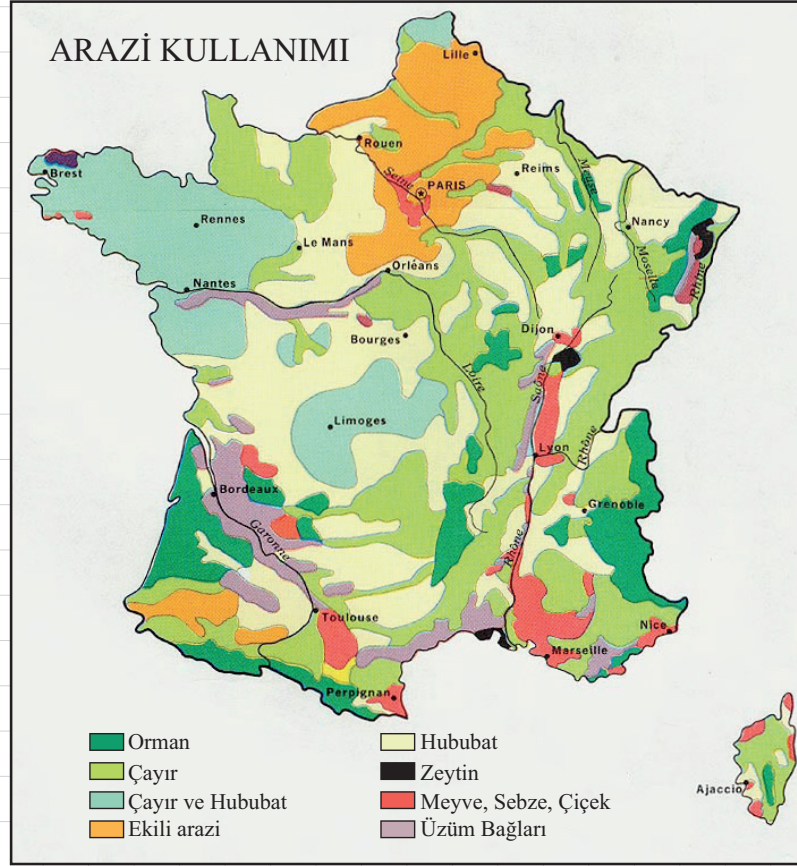 ARAZİ KULLANIMI
Lille
Rouen
Seine
PARIS
Reims
Meuse
Brest
Rennes
Le Mans
Nancy
Mosella
Rhine
Nantes
Orléans
Bourges
Dijon
Loire
Saône
Limoges
Lyon
Rhône
Bordeaux
Grenoble
Garonne
Rhône
Toulouse
Nice
Marseille
Perpignan
Ajaccio
Orman
Çayır
Çayır ve Hububat
Ekili arazi
Hububat
Zeytin
Meyve, Sebze, Çiçek
Üzüm Bağları